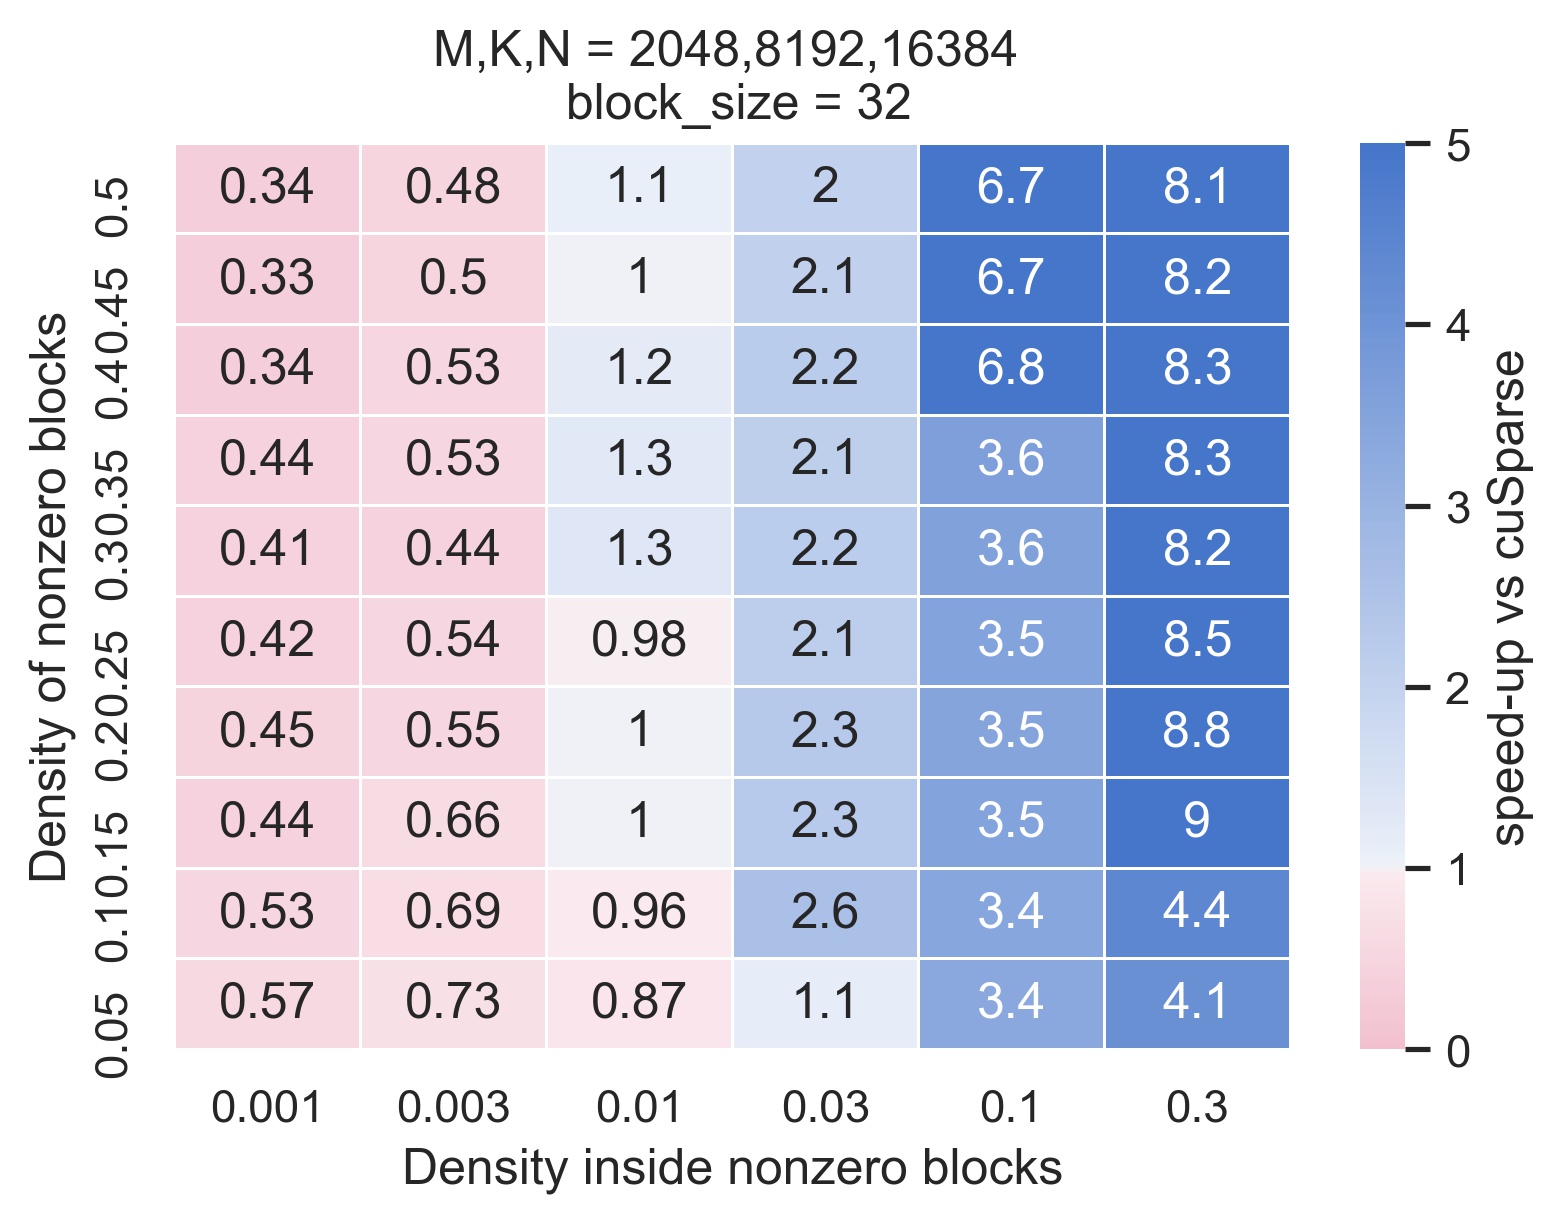 M,K,N = 2048,8192,16384
block_size = 32
Density of nonzero blocks
0.5 0.34 0.48 1.1 2 6.7 8.1
0.45 0.33 0.5 1 2.1 6.7 8.2
0.4 0.34 0.53 1.2 2.2 6.8 8.3
0.35 0.44 0.53 1.3 2.1 3.6 8.3
0.3 0.41 0.44 1.3 2.2 3.6 8.2
0.25 0.42 0.54 0.98 2.1 3.5 8.5
0.2 0.45 0.55 1 2.3 3.5 8.8
0.15 0.44 0.66 1 2.3 3.5 9
0.1 0.53 0.69 0.96 2.6 3.4 4.4
0.05 0.57 0.73 0.87 1.1 3.4 4.1
0.001 0.003 0.01 0.03 0.1 0.3
Density inside nonzero blocks
5
4
3
2
1
0
speed-up vs cuSparse